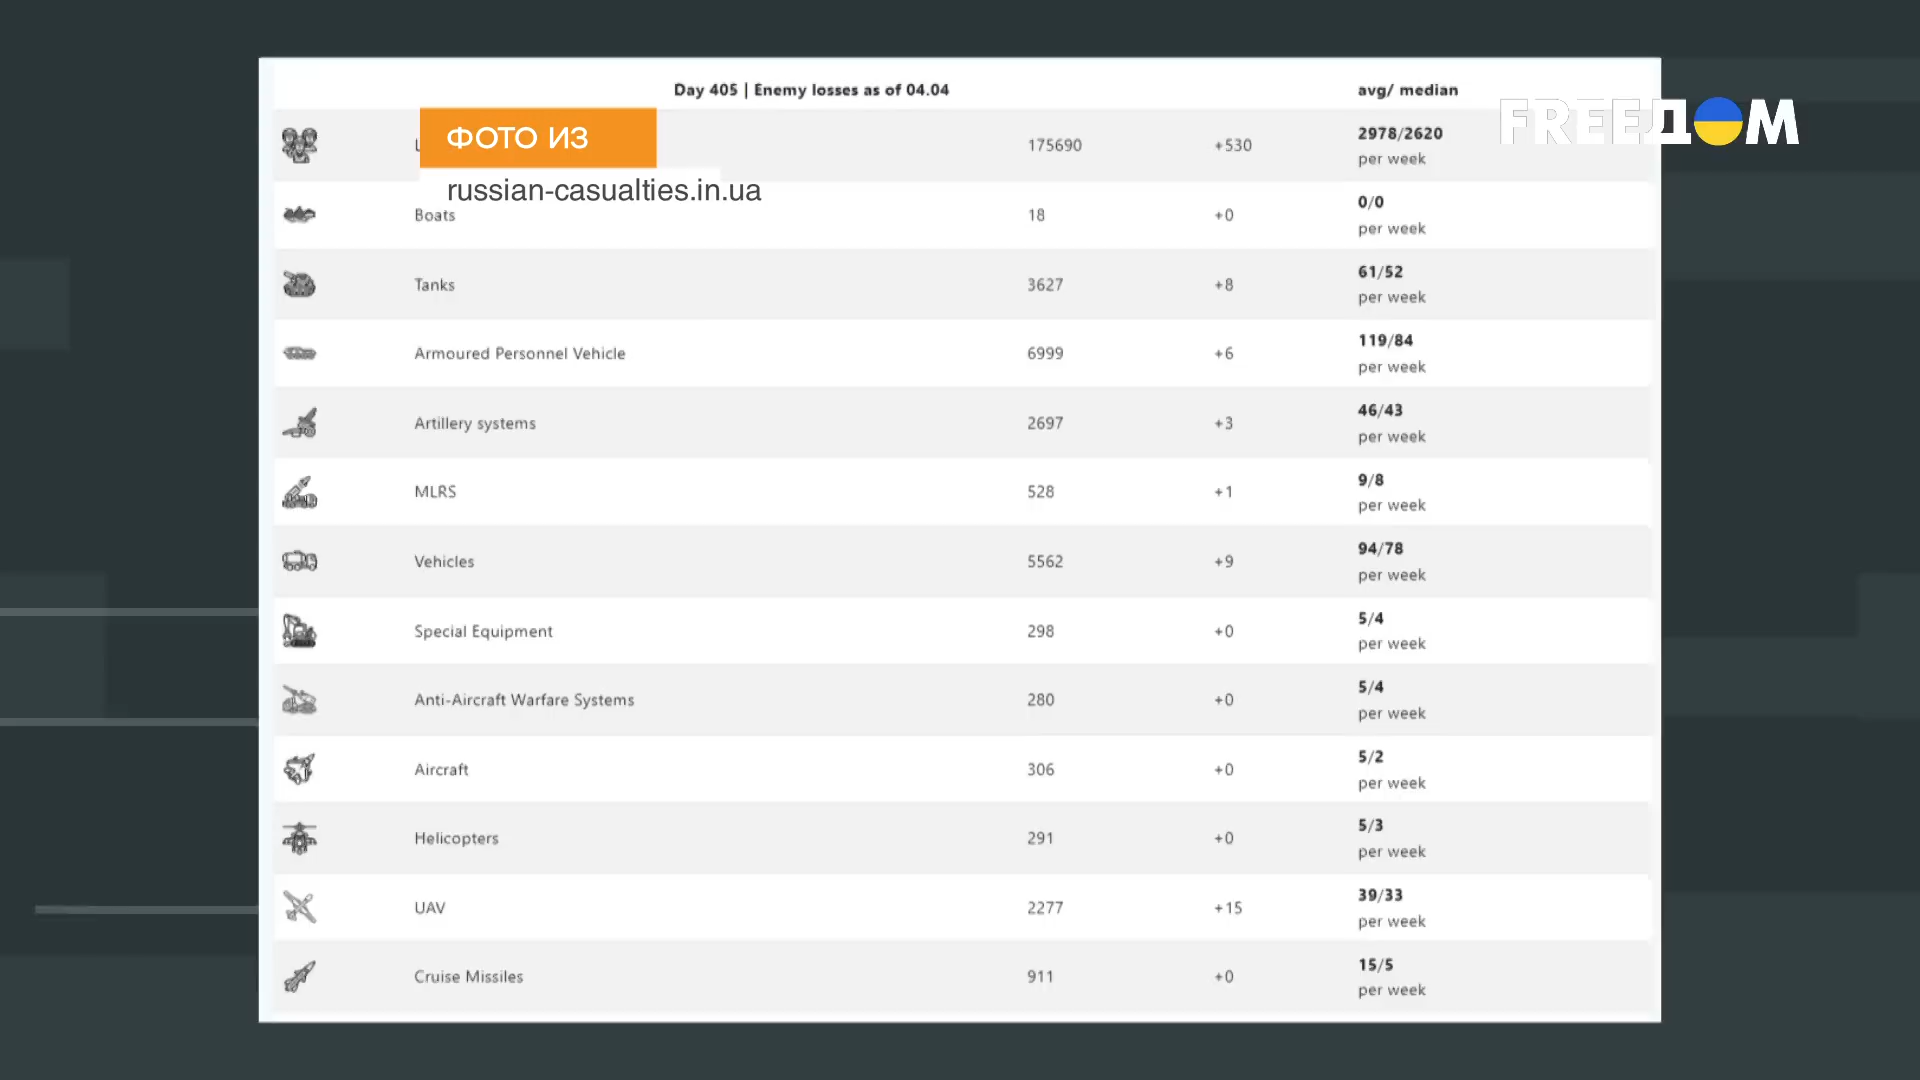 Day 405 | Enemy losses as of 04.04 avg/ median
ФОТО ИЗ
russian-casualties.in.ua
FREEДОМ
175690 +530 2978/2620 per week
Boats 18 +0 0/0 per week
Tanks 3627 +8 61/52 per week
Armoured Personnel Vehicle 6999 +6 119/84 per week
Artillery systems 2697 +3 46/43 per week
MLRS 528 +1 9/8 per week
Vehicles 5562 +9 94/78 per week
Special Equipment 298 +0 5/4 per week
Anti-Aircraft Warfare Systems 280 +0 5/4 per week
Aircraft 306 +0 5/2 per week
Helicopters 291 +0 5/3 per week
UAV 2277 +15 39/33 per week
Cruise Missiles 911 +0 15/5 per week